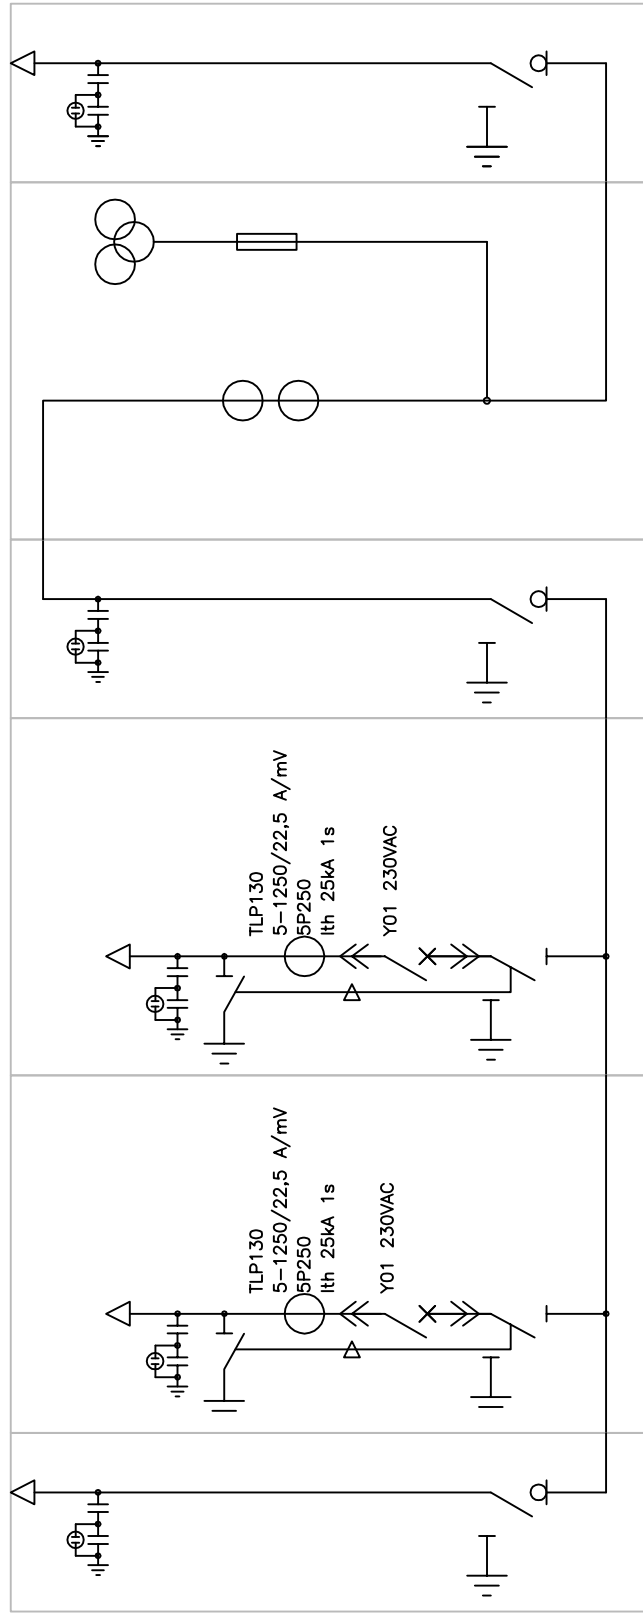 TLP130
5-1250/22,5 A/mV
5P250
Ith 25kA 1s
Y01 230VAC
TLP130
5-1250/22,5 A/mV
5P250
Ith 25kA 1s
Y01 230VAC